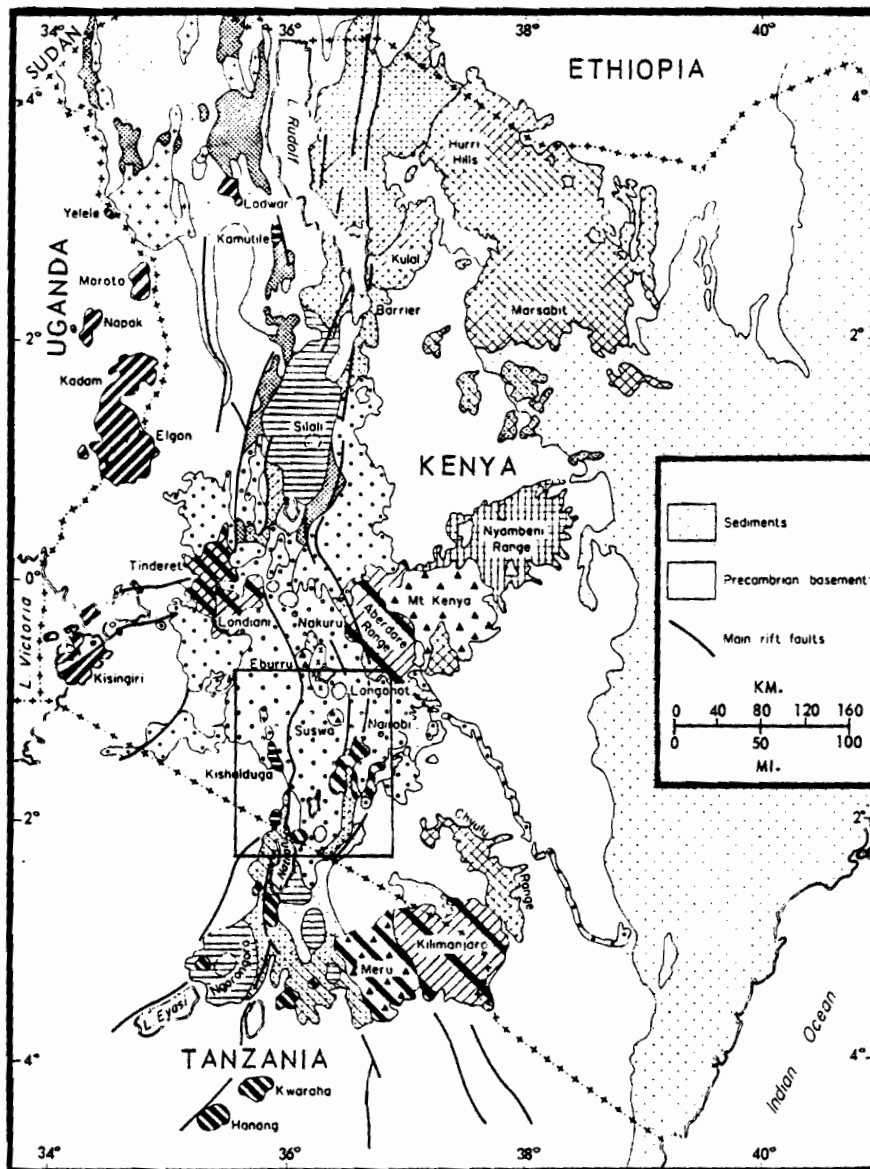 34°
36°
38°
40°
SUDAN
ETHIOPIA
4°
4°
L. Rudolf
Hurri
Hills
Lodwar
Yelele
Kamutile
UGANDA
Kulal
Moroto
Barrier
Marsabit
Napak
2°
2°
Kadam
Silali
Elgon
KENYA
Sediments
Nyambeni
Range
Tinderet
Precambrian basement
0°
Mt Kenya
L Victoria
Londiani
Nakuru
Aberdare
Range
Main rift faults
Eburru
Kisingiri
Longonot
KM.
0 40 80 120 160
Suswa
Nairobi
0 50 100
MI.
Kishalduga
2°
2°
Chyulu
Range
Natron
Kilimanjaro
Meru
Ngorongoro
L. Eyasi
Indian Ocean
4°
4°
TANZANIA
Kwaraha
Hanang
34°
36°
38°
40°